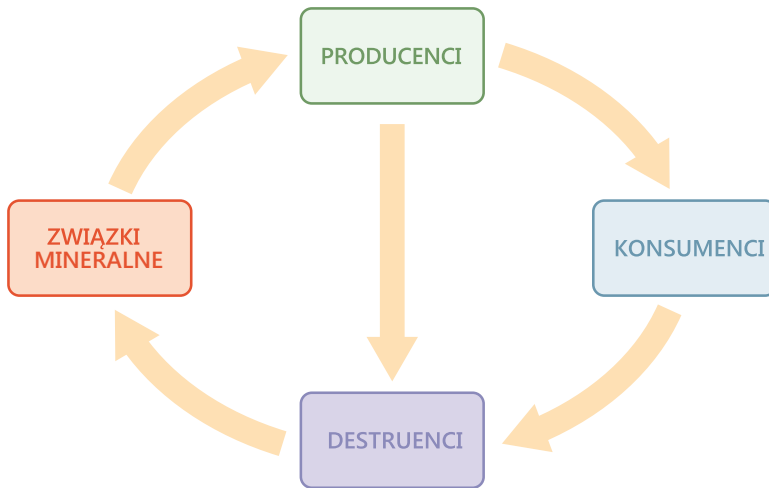 PRODUCENCI
ZWIĄZKI
MINERALNE
KONSUMENCI
DESTRUENCI